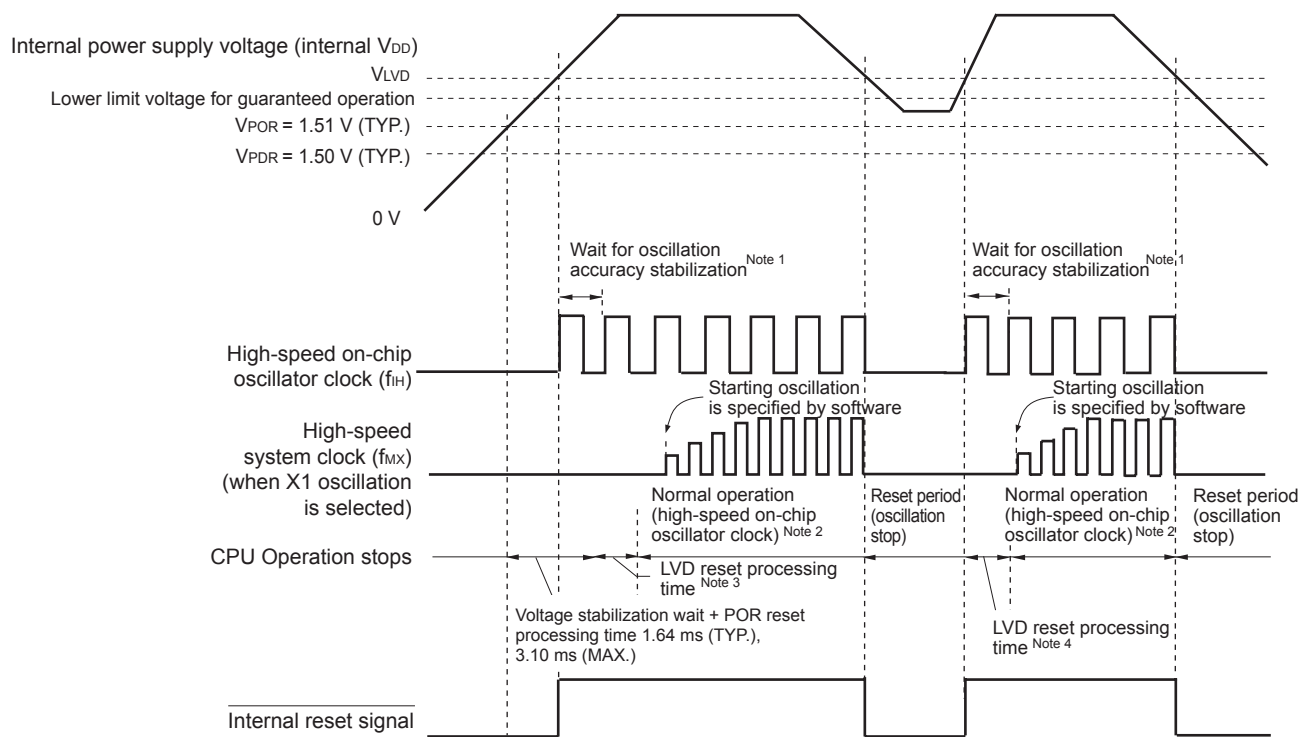 Internal power supply voltage (internal VDD)
VLVD
Lower limit voltage for guaranteed operation
VPOR = 1.51 V (TYP.)
VPDR = 1.50 V (TYP.)
0 V
Wait for oscillation
accuracy stabilization Note 1
Wait for oscillation
accuracy stabilization Note 1
High-speed on-chip
oscillator clock (fIH)
Starting oscillation
is specified by software
Starting oscillation
is specified by software
High-speed
system clock (fMX)
(when X1 oscillation
is selected)
Normal operation
(high-speed on-chip
oscillator clock) Note 2
Reset period
(oscillation
stop)
Normal operation
(high-speed on-chip
oscillator clock) Note 2
Reset period
(oscillation
stop)
CPU Operation stops
LVD reset processing
time Note 3
Voltage stabilization wait + POR reset
processing time 1.64 ms (TYP.),
3.10 ms (MAX.)
LVD reset processing
time Note 4
Internal reset signal